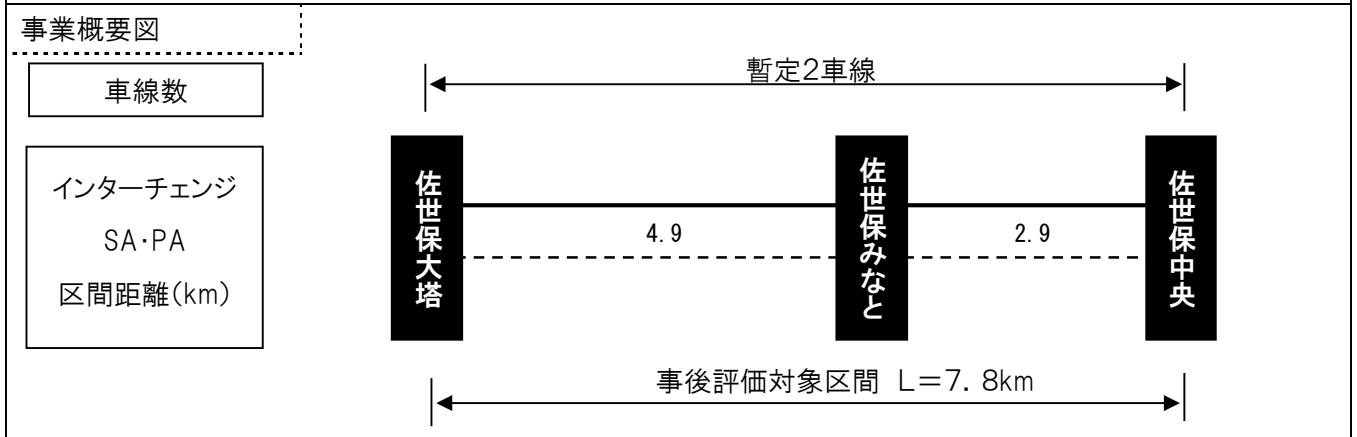 事業概要図
車線数
暫定2車線
インターチェンジ
SA・PA
区間距離(km)
佐世保大塔
4.9
佐世保みなと
2.9
佐世保中央
事後評価対象区間 L=7.8km